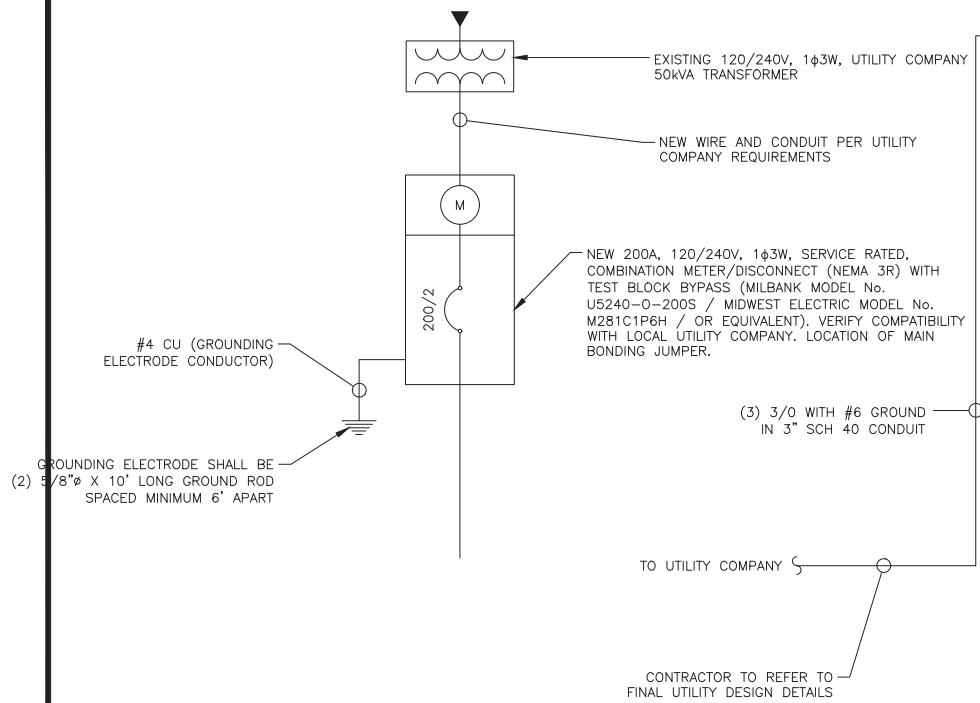 EXISTING 120/240V, 1ϕ3W, UTILITY COMPANY
50kVA TRANSFORMER
NEW WIRE AND CONDUIT PER UTILITY
COMPANY REQUIREMENTS
M
200/2
NEW 200A, 120/240V, 1ϕ3W, SERVICE RATED,
COMBINATION METER/DISCONNECT (NEMA 3R) WITH
TEST BLOCK BYPASS (MILBANK MODEL No.
U5240-O-200S / MIDWEST ELECTRIC MODEL No.
M281C1P6H / OR EQUIVALENT). VERIFY COMPATIBILITY
WITH LOCAL UTILITY COMPANY. LOCATION OF MAIN
BONDING JUMPER.
#4 CU (GROUNDING
ELECTRODE CONDUCTOR)
(3) 3/0 WITH #6 GROUND
IN 3" SCH 40 CONDUIT
GROUNDING ELECTRODE SHALL BE
(2) 5/8"ø X 10' LONG GROUND ROD
SPACED MINIMUM 6' APART
TO UTILITY COMPANY
CONTRACTOR TO REFER TO
FINAL UTILITY DESIGN DETAILS